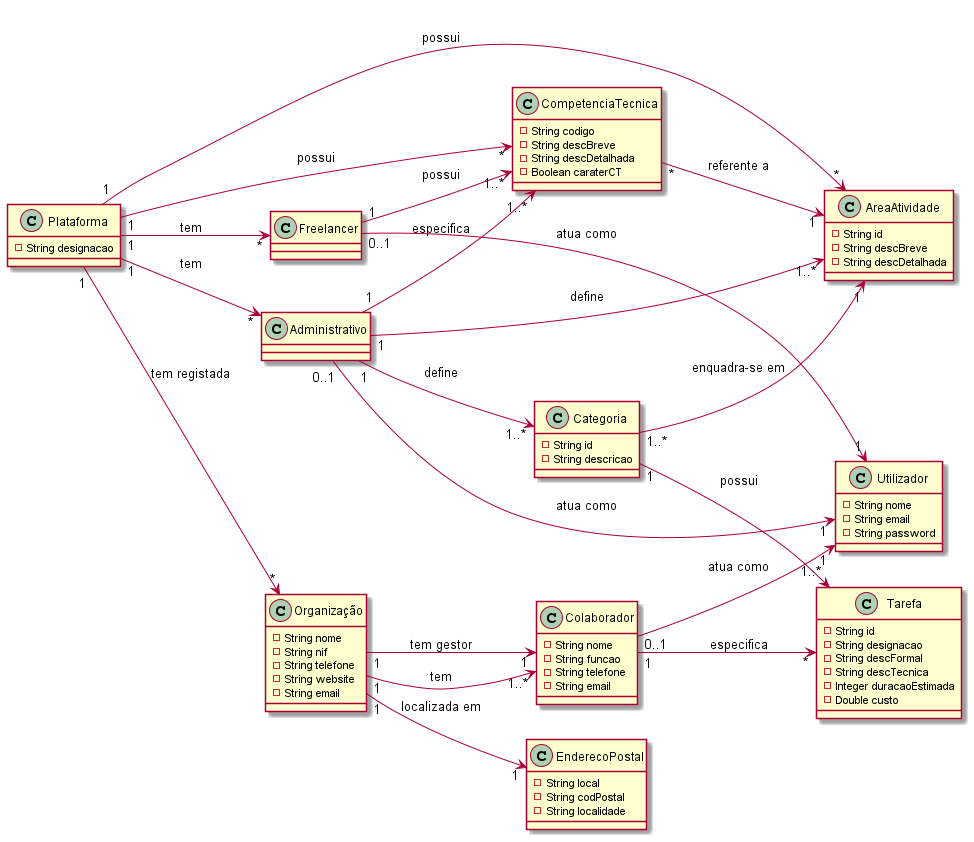 possui
C CompetenciaTecnica
String codigo
String descBreve
String descDetalhada
Boolean caraterCT
possui
*
possui
1..*
1..*
*
referente a
*
1
C AreaAtividade
String id
String descBreve
String descDetalhada
1..*
1
C Plataforma
String designacao
1
1
1
1
1
tem
*
tem
*
tem registada
*
C Freelancer
1
0..1
especifica
atua como
1
C Administrativo
1
1
1
0..1
define
define
1..*
enquadra-se em
C Categoria
String id
String descricao
1..*
1
possui
atua como
C Utilizador
String nome
String email
String password
1
1
1
atua como
1..*
C Organização
String nome
String nif
String telefone
String website
String email
tem gestor
1
1
tem
1
1..*
localizada em
1
1
C Colaborador
String nome
String funcao
String telefone
String email
0..1
1
especifica
*
C Tarefa
String id
String designacao
String descFormal
String descTecnica
Integer duracaoEstimada
Double custo
C EnderecoPostal
String local
String codPostal
String localidade